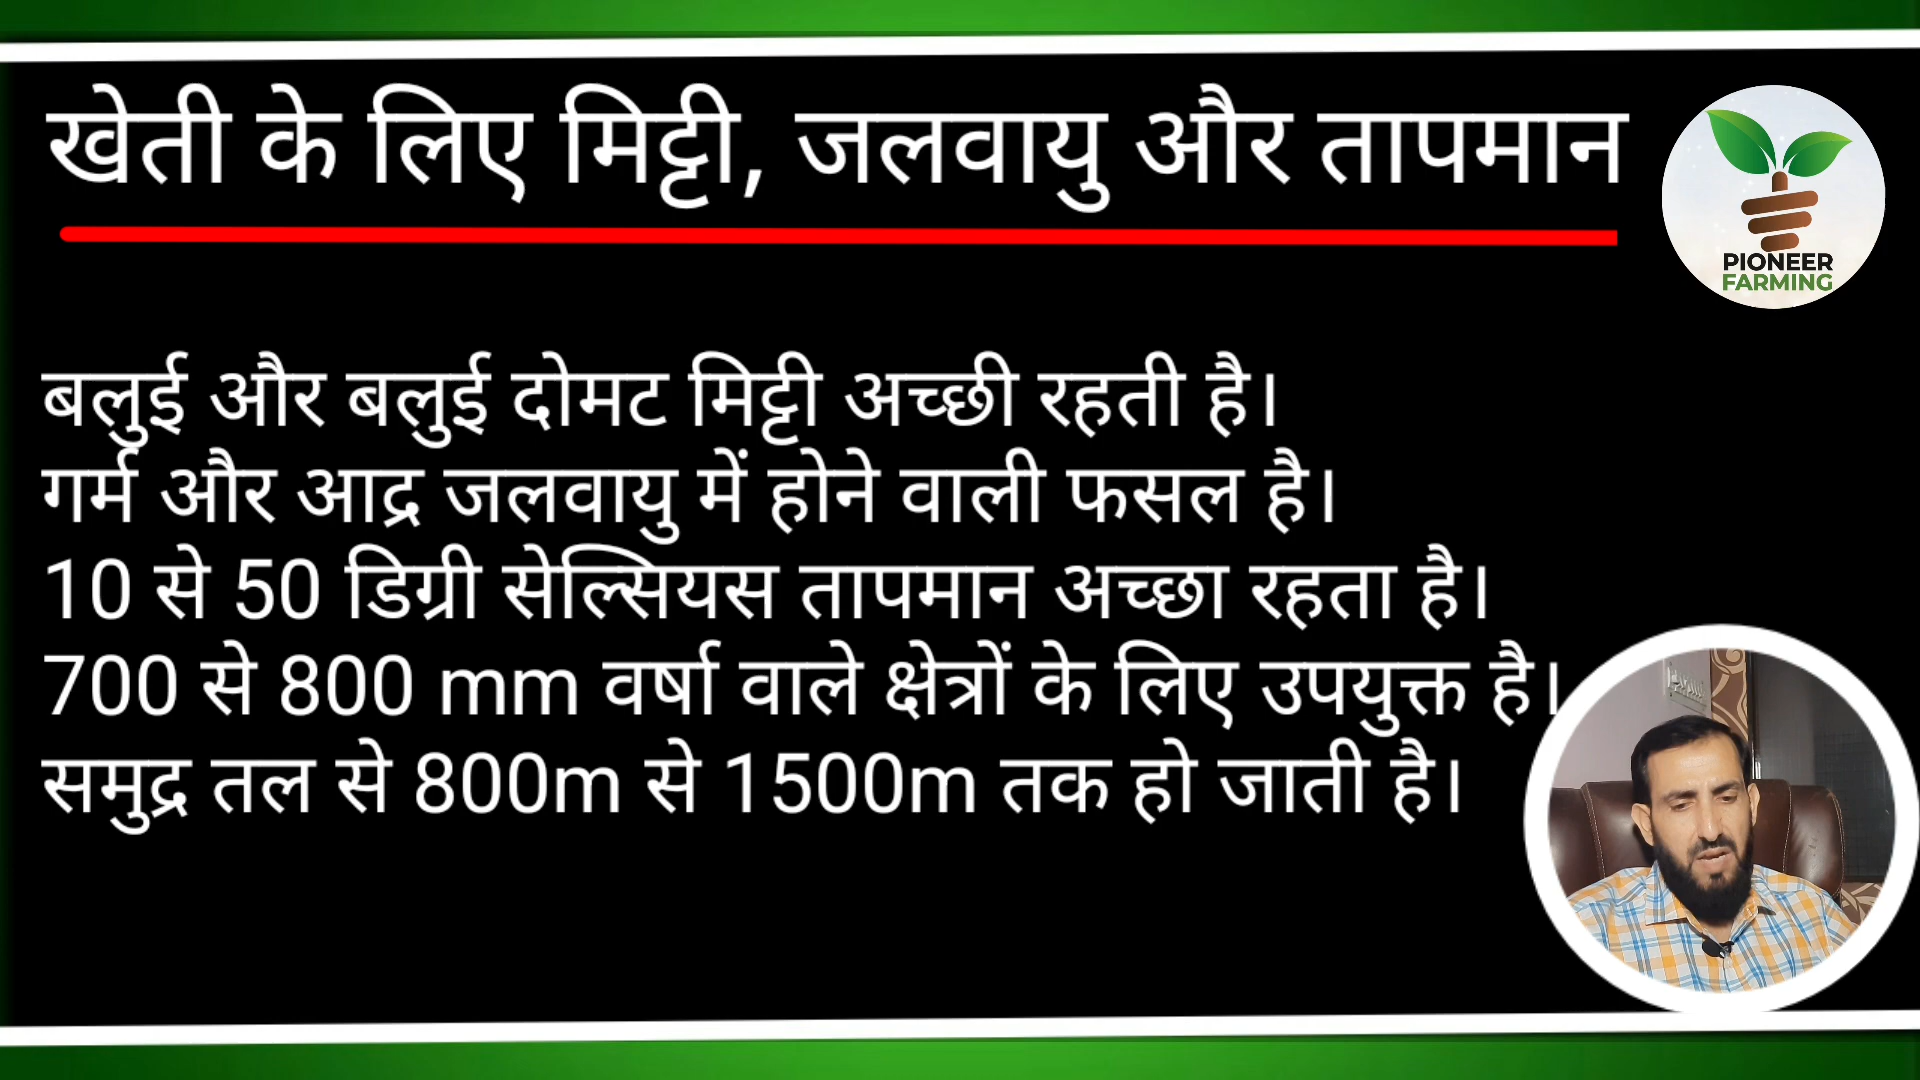 खेती के लिए मिट्टी, जलवायु और तापमान
PIONEER
FARMING
बलुई और बलुई दोमट मिट्टी अच्छी रहती है।
गर्म और आद्र जलवायु में होने वाली फसल है।
10 से 50 डिग्री सेल्सियस तापमान अच्छा रहता है।
700 से 800 mm वर्षा वाले क्षेत्रों के लिए उपयुक्त है।
समुद्र तल से 800m से 1500m तक हो जाती है।